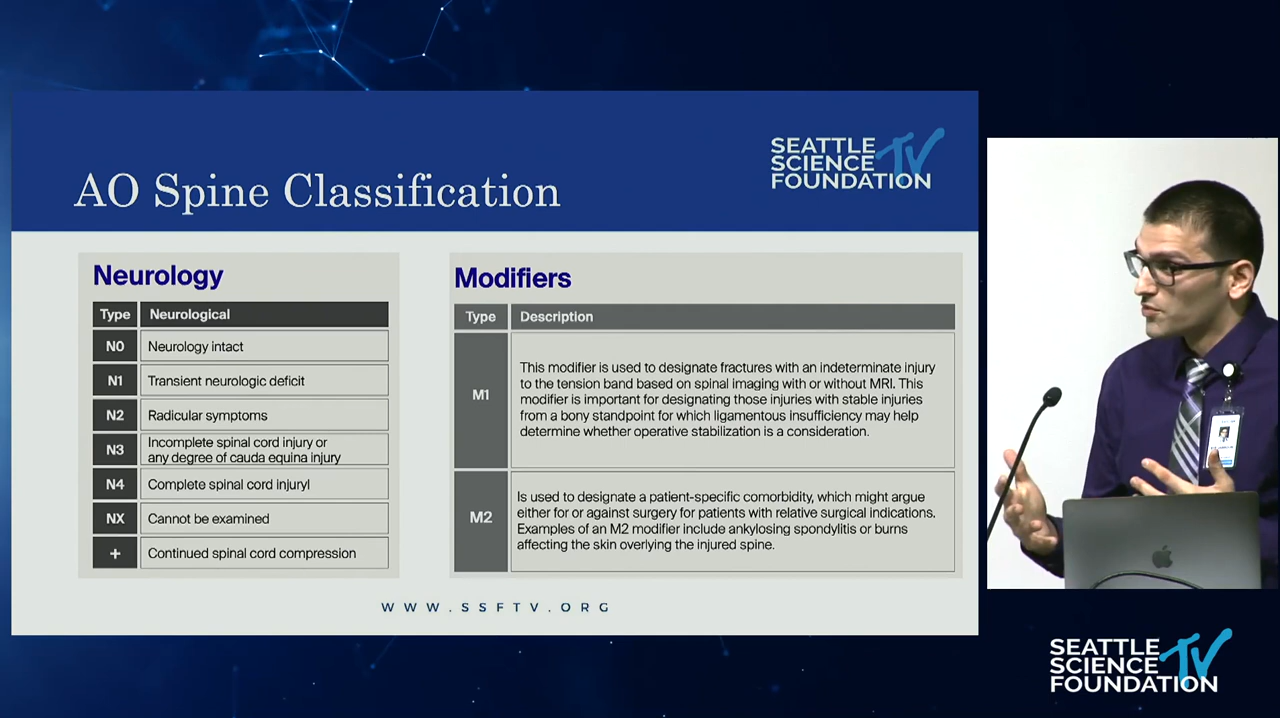 AO Spine Classification
SEATTLE
SCIENCE TV
FOUNDATION
Neurology
Type Neurological
N0 Neurology intact
N1 Transient neurologic deficit
N2 Radicular symptoms
N3 Incomplete spinal cord injury or
any degree of cauda equina injury
N4 Complete spinal cord injuryl
NX Cannot be examined
+ Continued spinal cord compression
Modifiers
Type Description
M1 This modifier is used to designate fractures with an indeterminate injury
to the tension band based on spinal imaging with or without MRI. This
modifier is important for designating those injuries with stable injuries
from a bony standpoint for which ligamentous insufficiency may help
determine whether operative stabilization is a consideration.
M2 Is used to designate a patient-specific comorbidity, which might argue
either for or against surgery for patients with relative surgical indications.
Examples of an M2 modifier include ankylosing spondylitis or burns
affecting the skin overlying the injured spine.
WWW.SSFTV.ORG
SEATTLE
SCIENCE TV
FOUNDATION